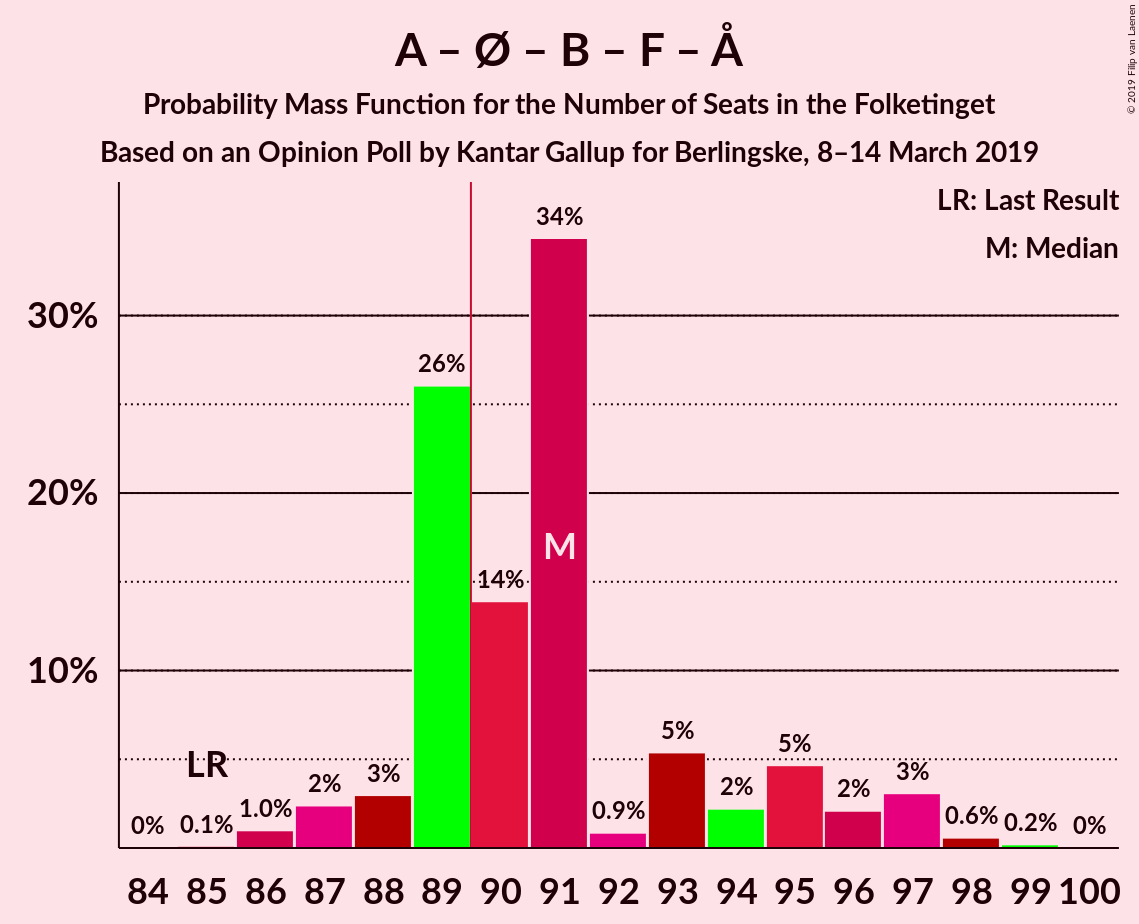 A – Ø – B – F – Å
Probability Mass Function for the Number of Seats in the Folketinget
Based on an Opinion Poll by Kantar Gallup for Berlingske, 8–14 March 2019
© 2019 Filip van Laenen
LR: Last Result
M: Median
30%
20%
10%
0%
0.1%
1.0%
2%
3%
26%
14%
34%
0.9%
5%
2%
5%
2%
3%
0.6%
0.2%
0%
LR
M
84 85 86 87 88 89 90 91 92 93 94 95 96 97 98 99 100